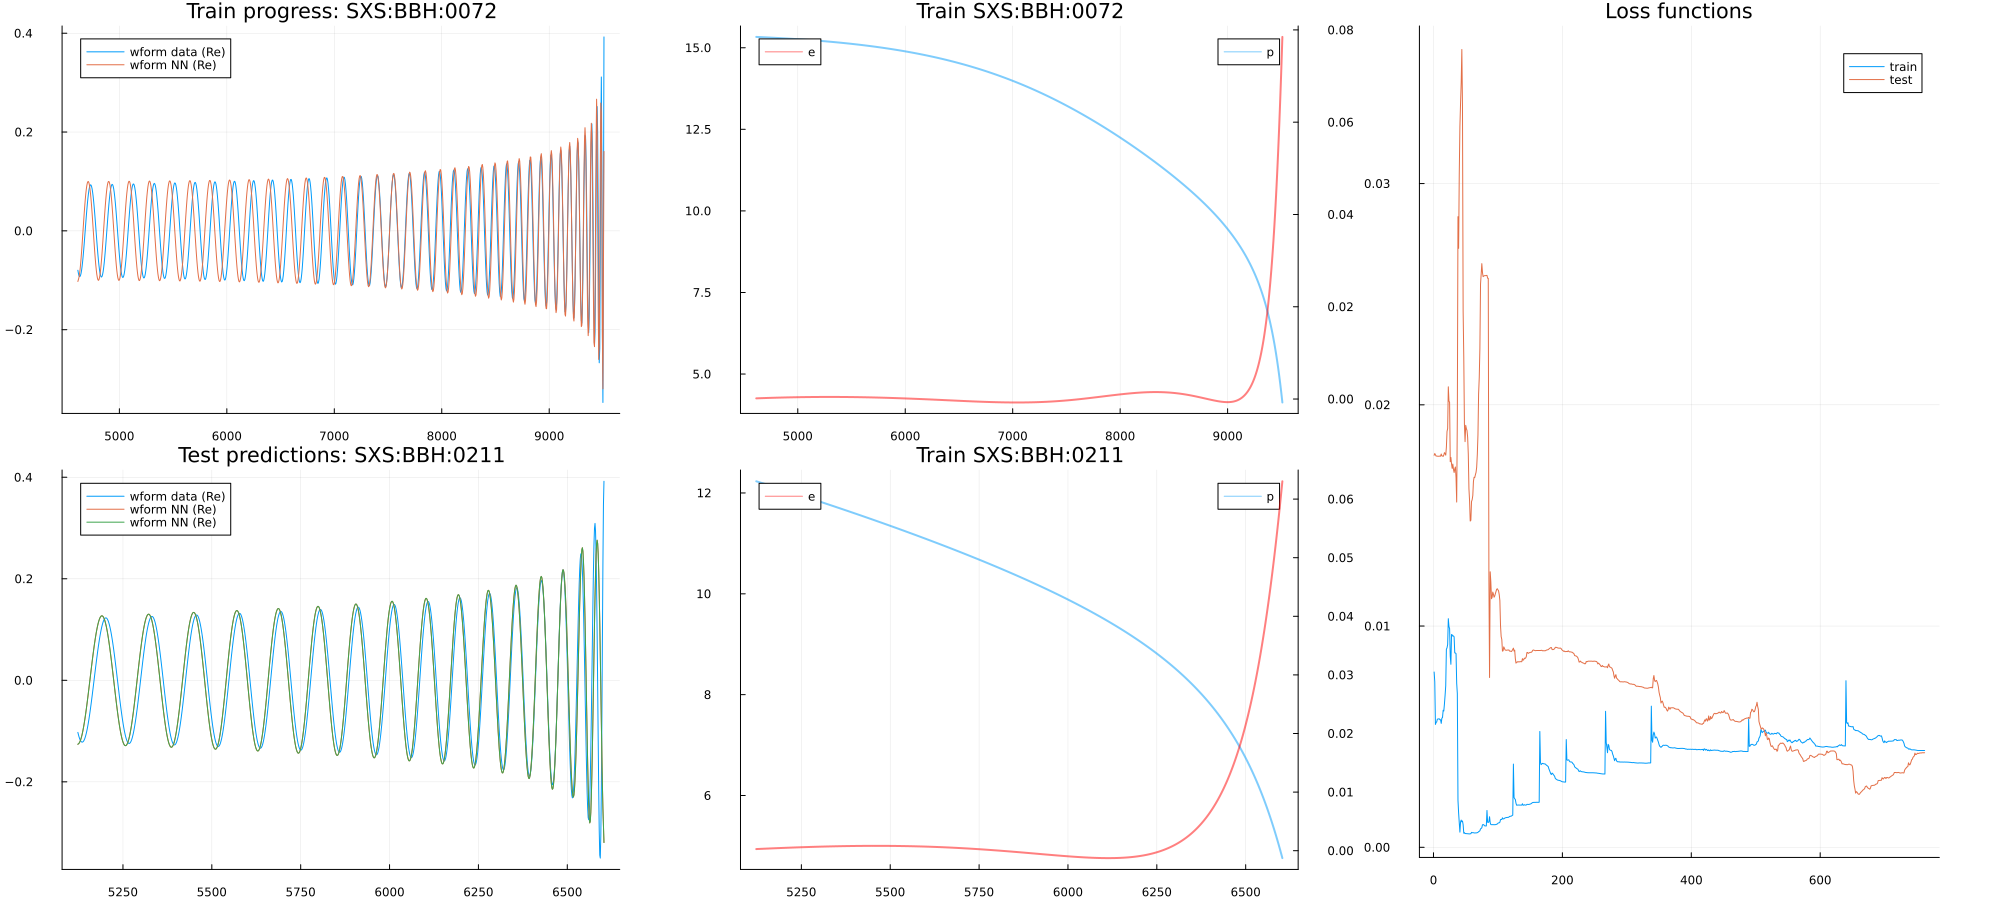 Train progress: SXS:BBH:0072
wform data (Re)
wform NN (Re)
0.4
0.2
0.0
−0.2
5000 6000 7000 8000 9000
Train SXS:BBH:0072
e
p
15.0
12.5
10.0
7.5
5.0
0.08
0.06
0.04
0.02
0.00
5000 6000 7000 8000 9000
Loss functions
train
test
0.03
0.02
0.01
0.00
0 200 400 600
Test predictions: SXS:BBH:0211
wform data (Re)
wform NN (Re)
wform NN (Re)
0.4
0.2
0.0
−0.2
5250 5500 5750 6000 6250 6500
Train SXS:BBH:0211
e
p
12
10
8
6
0.06
0.05
0.04
0.03
0.02
0.01
0.00
5250 5500 5750 6000 6250 6500